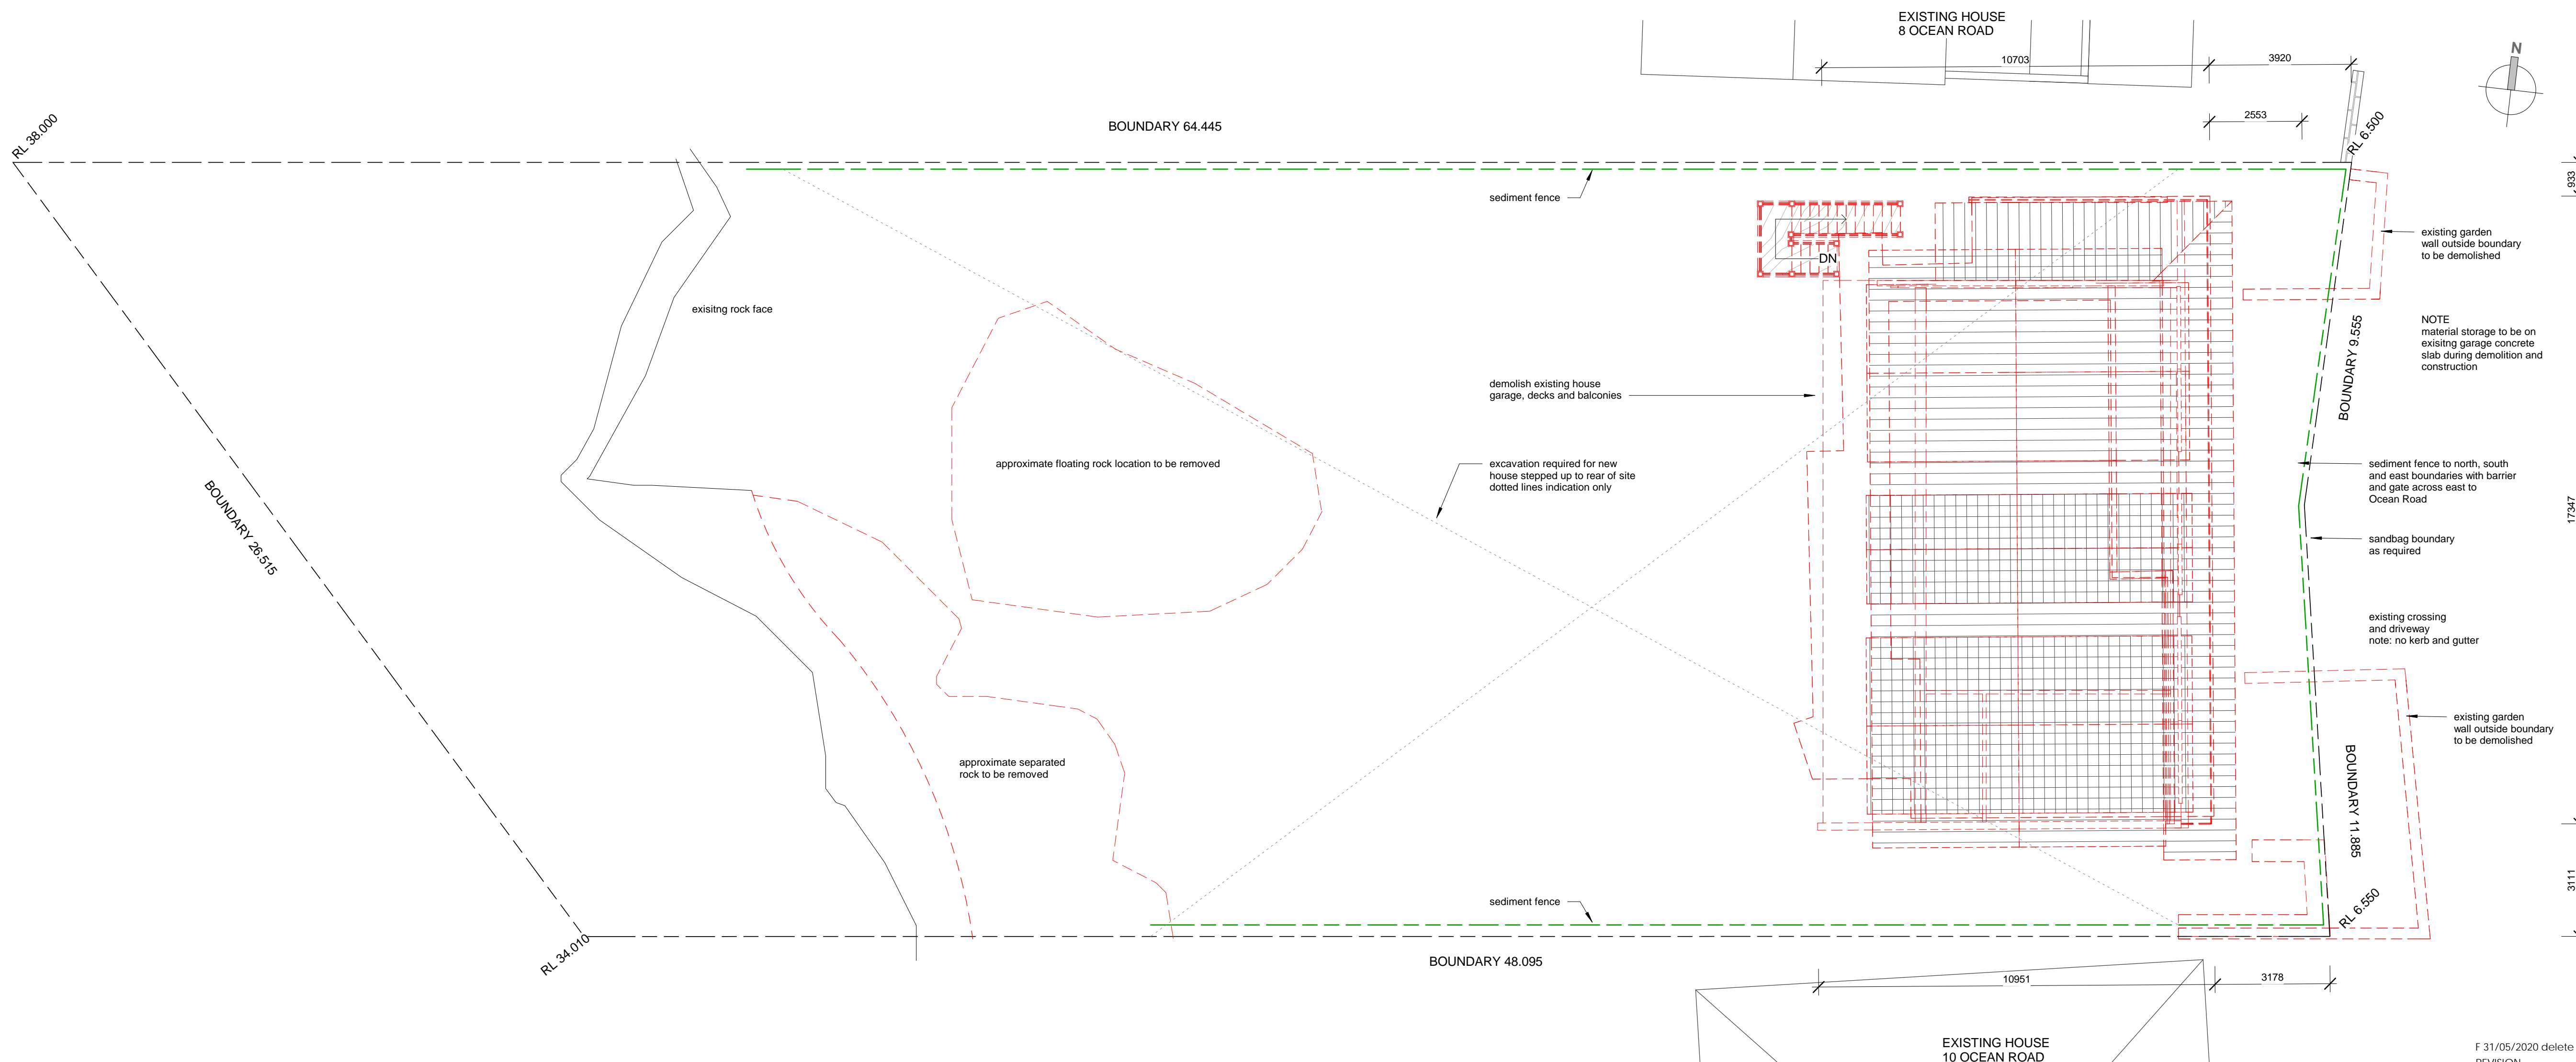 EXISTING HOUSE
8 OCEAN ROAD
10703
3920
N
2553
RL 38.000
BOUNDARY 64.445
RL 6.500
933
sediment fence
existing garden
wall outside boundary
to be demolished
DN
exisitng rock face
NOTE
material storage to be on
exisitng garage concrete
slab during demolition and
construction
BOUNDARY 9.555
demolish existing house
garage, decks and balconies
approximate floating rock location to be removed
excavation required for new
house stepped up to rear of site
dotted lines indication only
sediment fence to north, south
and east boundaries with barrier
and gate across east to
Ocean Road
17347
BOUNDARY 26.515
sandbag boundary
as required
existing crossing
and driveway
note: no kerb and gutter
existing garden
wall outside boundary
to be demolished
approximate separated
rock to be removed
BOUNDARY 11.885
3111
sediment fence
RL 6.550
RL 34.010
BOUNDARY 48.095
10951
3178
EXISTING HOUSE
10 OCEAN ROAD
F 31/05/2020 delete
REVISION